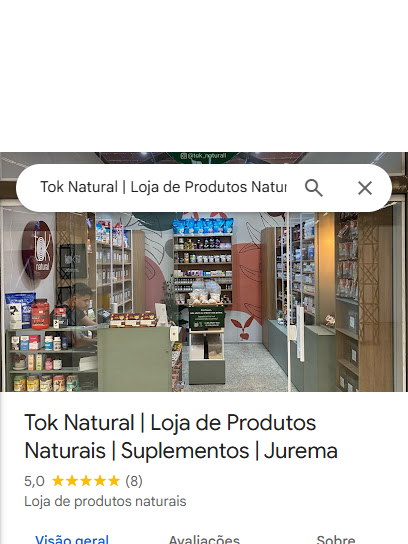 @tok_naturall
Tok Natural | Loja de Produtos Natur
tok
natural
Tok Natural | Loja de Produtos
Naturais | Suplementos | Jurema
5,0 ★★★★★ (8)
Loja de produtos naturais
Visão geral Avaliações Sobre